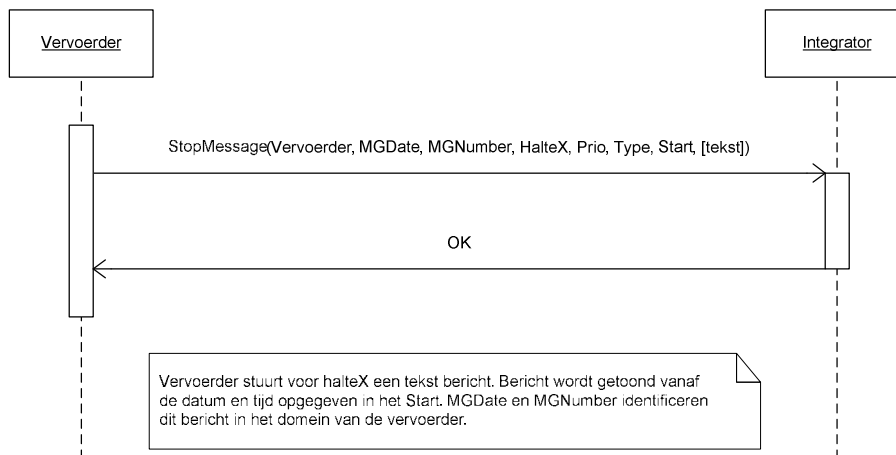 Vervoerder
Integrator
StopMessage(Vervoerder, MGDate, MGNumber, HalteX, Prio, Type, Start, [tekst])
OK
Vervoerder stuurt voor halteX een tekst bericht. Bericht wordt getoond vanaf
de datum en tijd opgegeven in het Start. MGDate en MGNumber identificeren
dit bericht in het domein van de vervoerder.